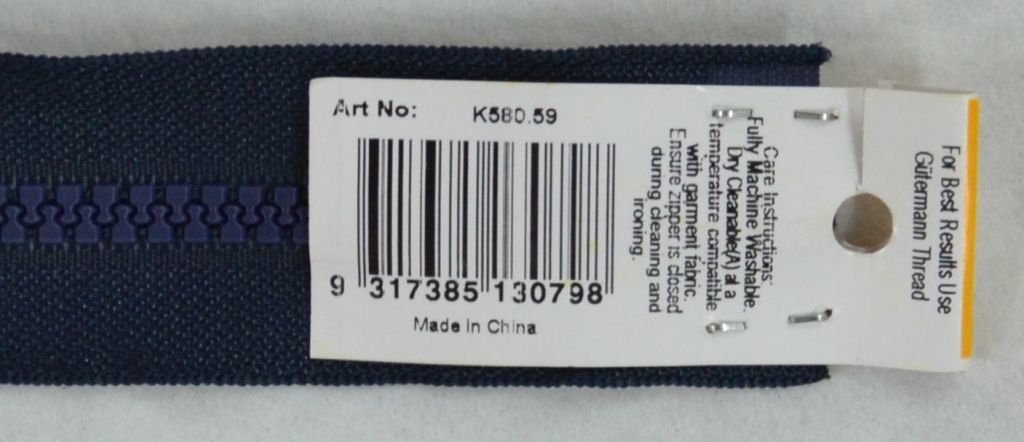 Art No: K580.59
9 317385 130798
Made in China
Care Instructions:
Fully Machine Washable.
Dry Cleanable(A) at a
temperature compatible
with garment fabric.
Ensure zipper is closed
during cleaning and
ironing.
For Best Results Use
Gütermann Thread